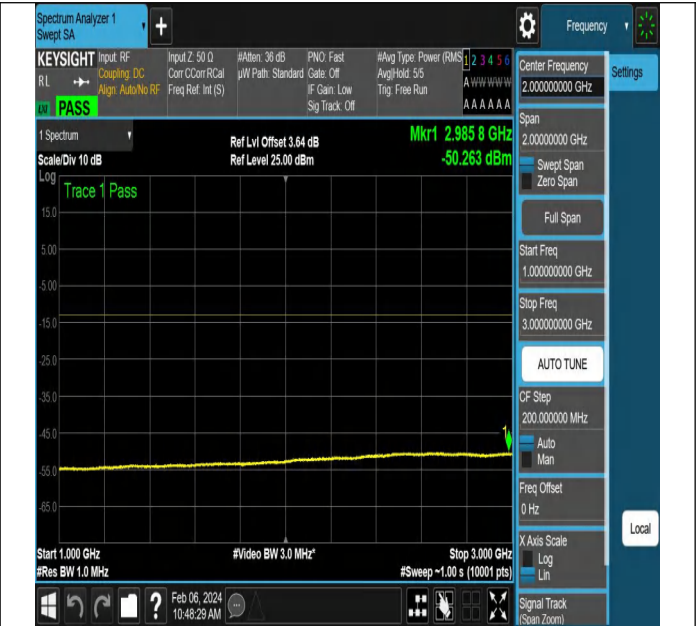 Spectrum Analyzer 1
Swept SA
+
Frequency
KEYSIGHT
RL
PASS
Input: RF
Coupling: DC
Align: Auto/No RF
Input Z: 50 Ω
Corr CCorr RCal
Freq Ref: Int (S)
#Atten: 36 dB
µW Path: Standard
PNO: Fast
Gate: Off
IF Gain: Low
Sig Track: Off
#Avg Type: Power (RMS
Avg|Hold: 5/5
Trig: Free Run
1 2 3 4 5 6
A W W W W W
A A A A A A
1 Spectrum
Scale/Div 10 dB
Ref Lvl Offset 3.64 dB
Ref Level 25.00 dBm
Mkr1 2.985 8 GHz
-50.263 dBm
Log
Trace 1 Pass
15.0
5.00
-5.00
-15.0
-25.0
-35.0
-45.0
-55.0
-65.0
1
Start 1.000 GHz
#Res BW 1.0 MHz
#Video BW 3.0 MHz*
Stop 3.000 GHz
#Sweep ~1.00 s (10001 pts)
Feb 06, 2024
10:48:29 AM
Center Frequency
2.000000000 GHz
Span
2.00000000 GHz
Swept Span
Zero Span
Full Span
Start Freq
1.000000000 GHz
Stop Freq
3.000000000 GHz
AUTO TUNE
CF Step
200.000000 MHz
Auto
Man
Freq Offset
0 Hz
X Axis Scale
Log
Lin
Signal Track
(Span Zoom)
Settings
Local